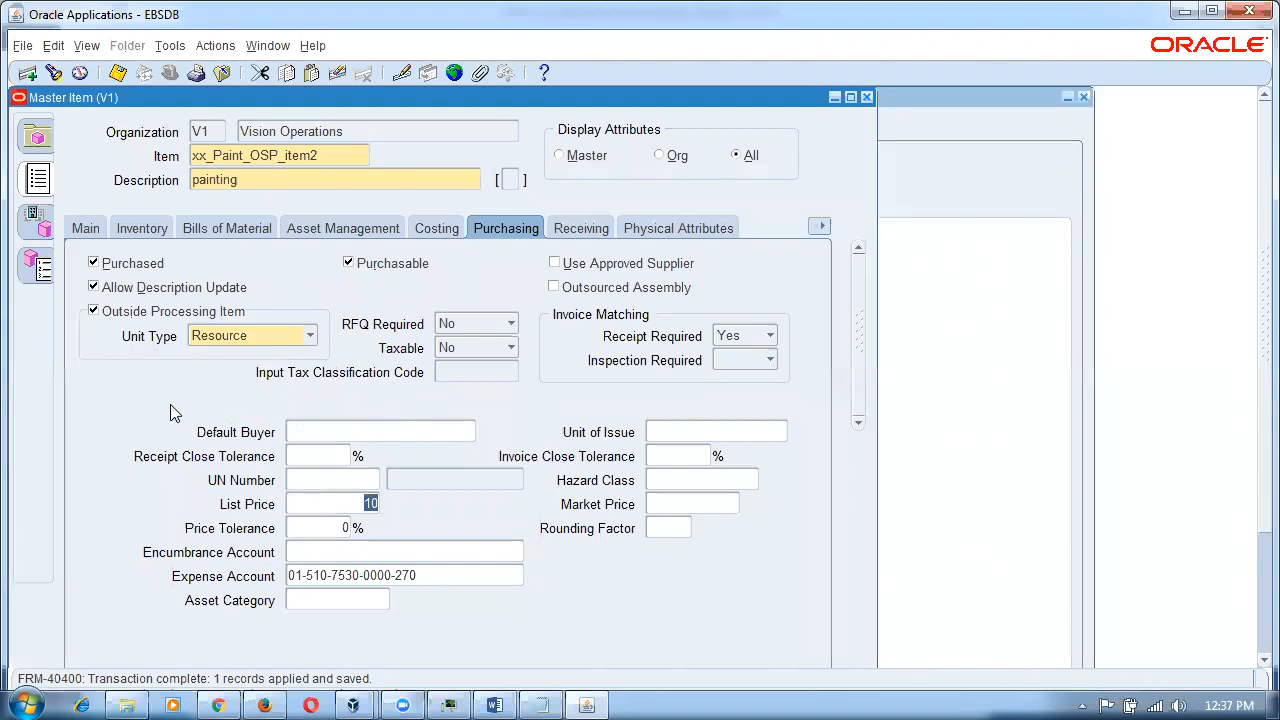 Oracle Applications - EBSDB
File Edit View Folder Tools Actions Window Help
ORACLE
Master Item (V1)
Organization V1 Vision Operations
Display Attributes
Item xx_Paint_OSP_item2
Master Org All
Description painting [ ]
Main Inventory Bills of Material Asset Management Costing Purchasing Receiving Physical Attributes
Purchased Purchasable Use Approved Supplier
Allow Description Update Outsourced Assembly
Outside Processing Item
Invoice Matching
Unit Type Resource RFQ Required No Receipt Required Yes
Taxable No Inspection Required
Input Tax Classification Code
Default Buyer Unit of Issue
Receipt Close Tolerance % Invoice Close Tolerance %
UN Number Hazard Class
List Price 10 Market Price
Price Tolerance 0 % Rounding Factor
Encumbrance Account
Expense Account 01-510-7530-0000-270
Asset Category
FRM-40400: Transaction complete: 1 records applied and saved.
12:37 PM